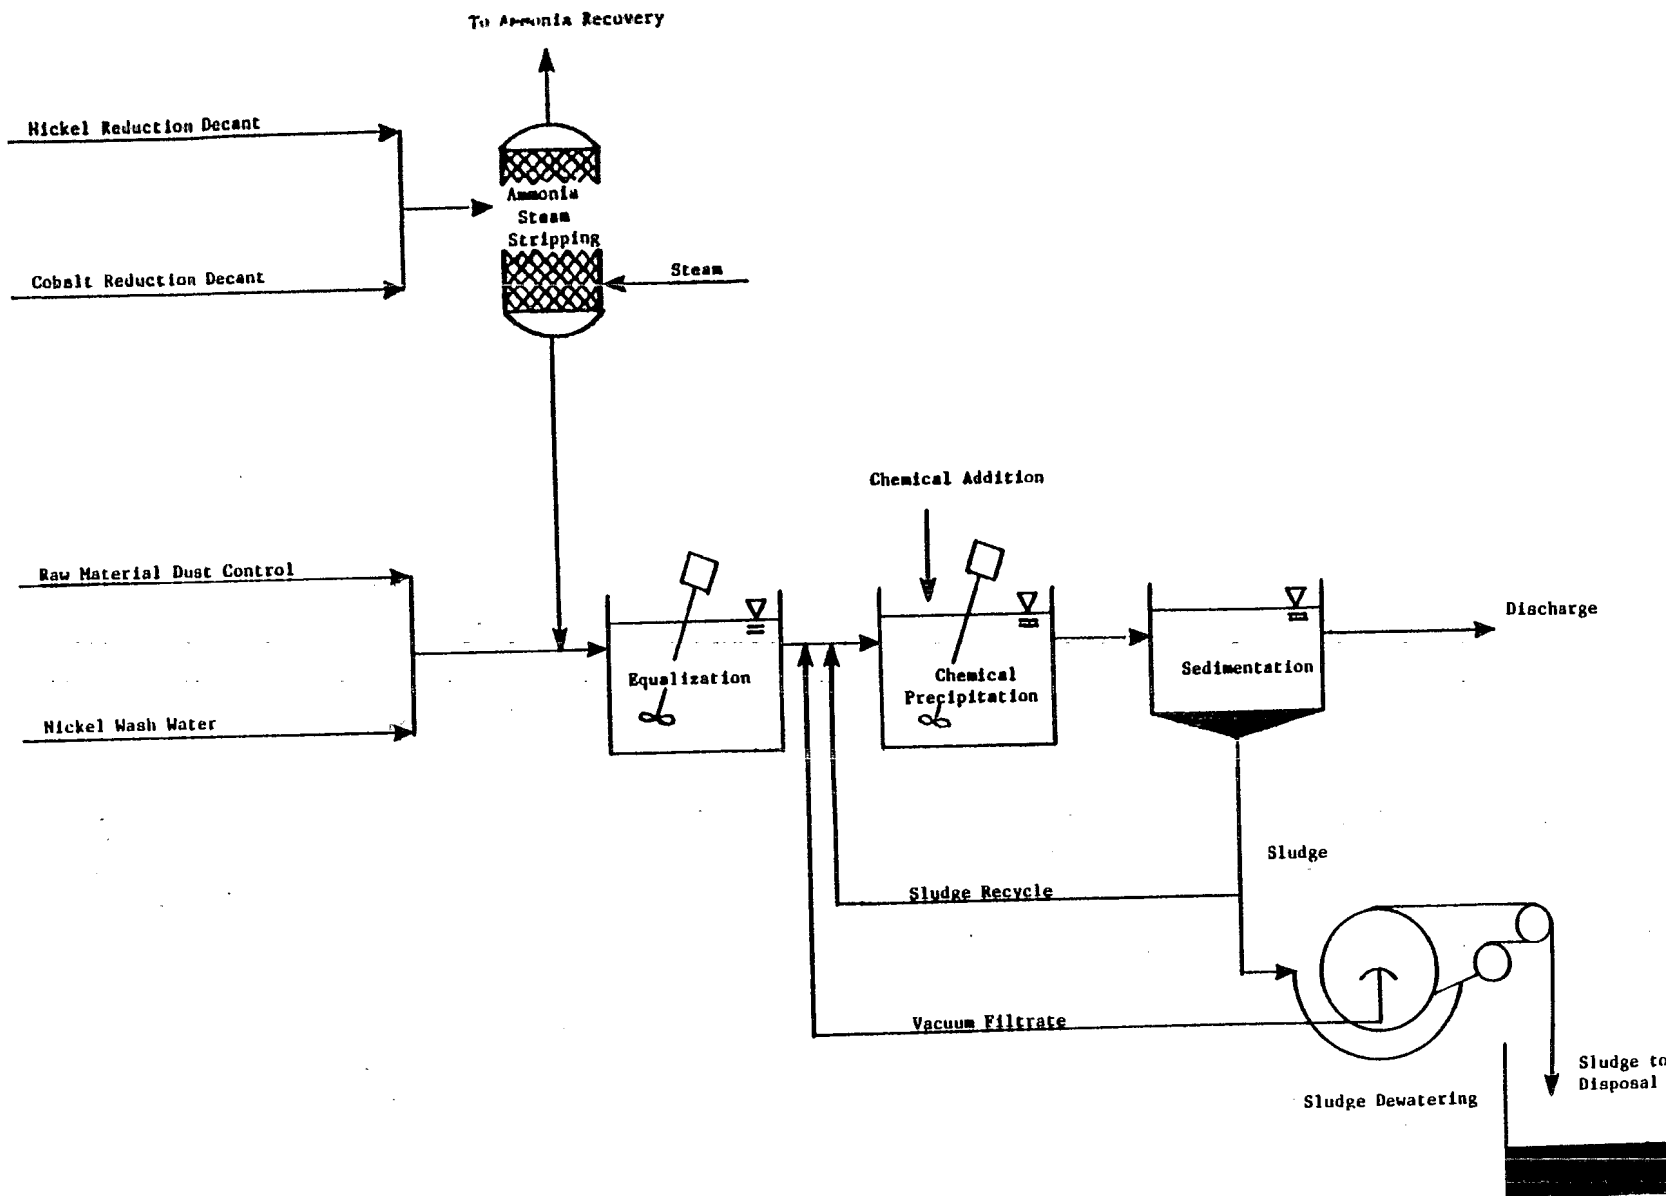 To Ammonia Recovery
Nickel Reduction Decant
Ammonia
Steam
Stripping
Steam
Cobalt Reduction Decant
Chemical Addition
Raw Material Dust Control
Discharge
Equalization
Chemical
Precipitation
Sedimentation
Nickel Wash Water
Sludge
Sludge Recycle
Vacuum Filtrate
Sludge to
Disposal
Sludge Dewatering